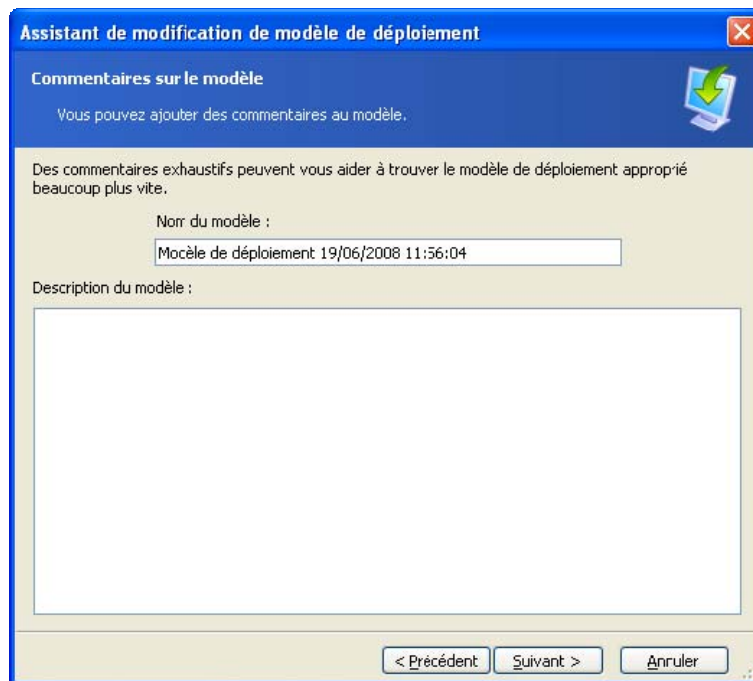 Assistant de modification de modèle de déploiement
Commentaires sur le modèle
Vous pouvez ajouter des commentaires au modèle.
Des commentaires exhaustifs peuvent vous aider à trouver le modèle de déploiement approprié
beaucoup plus vite.
Nom du modèle :
Modèle de déploiement 19/06/2008 11:56:04
Description du modèle :
< Précédent
Suivant >
Annuler